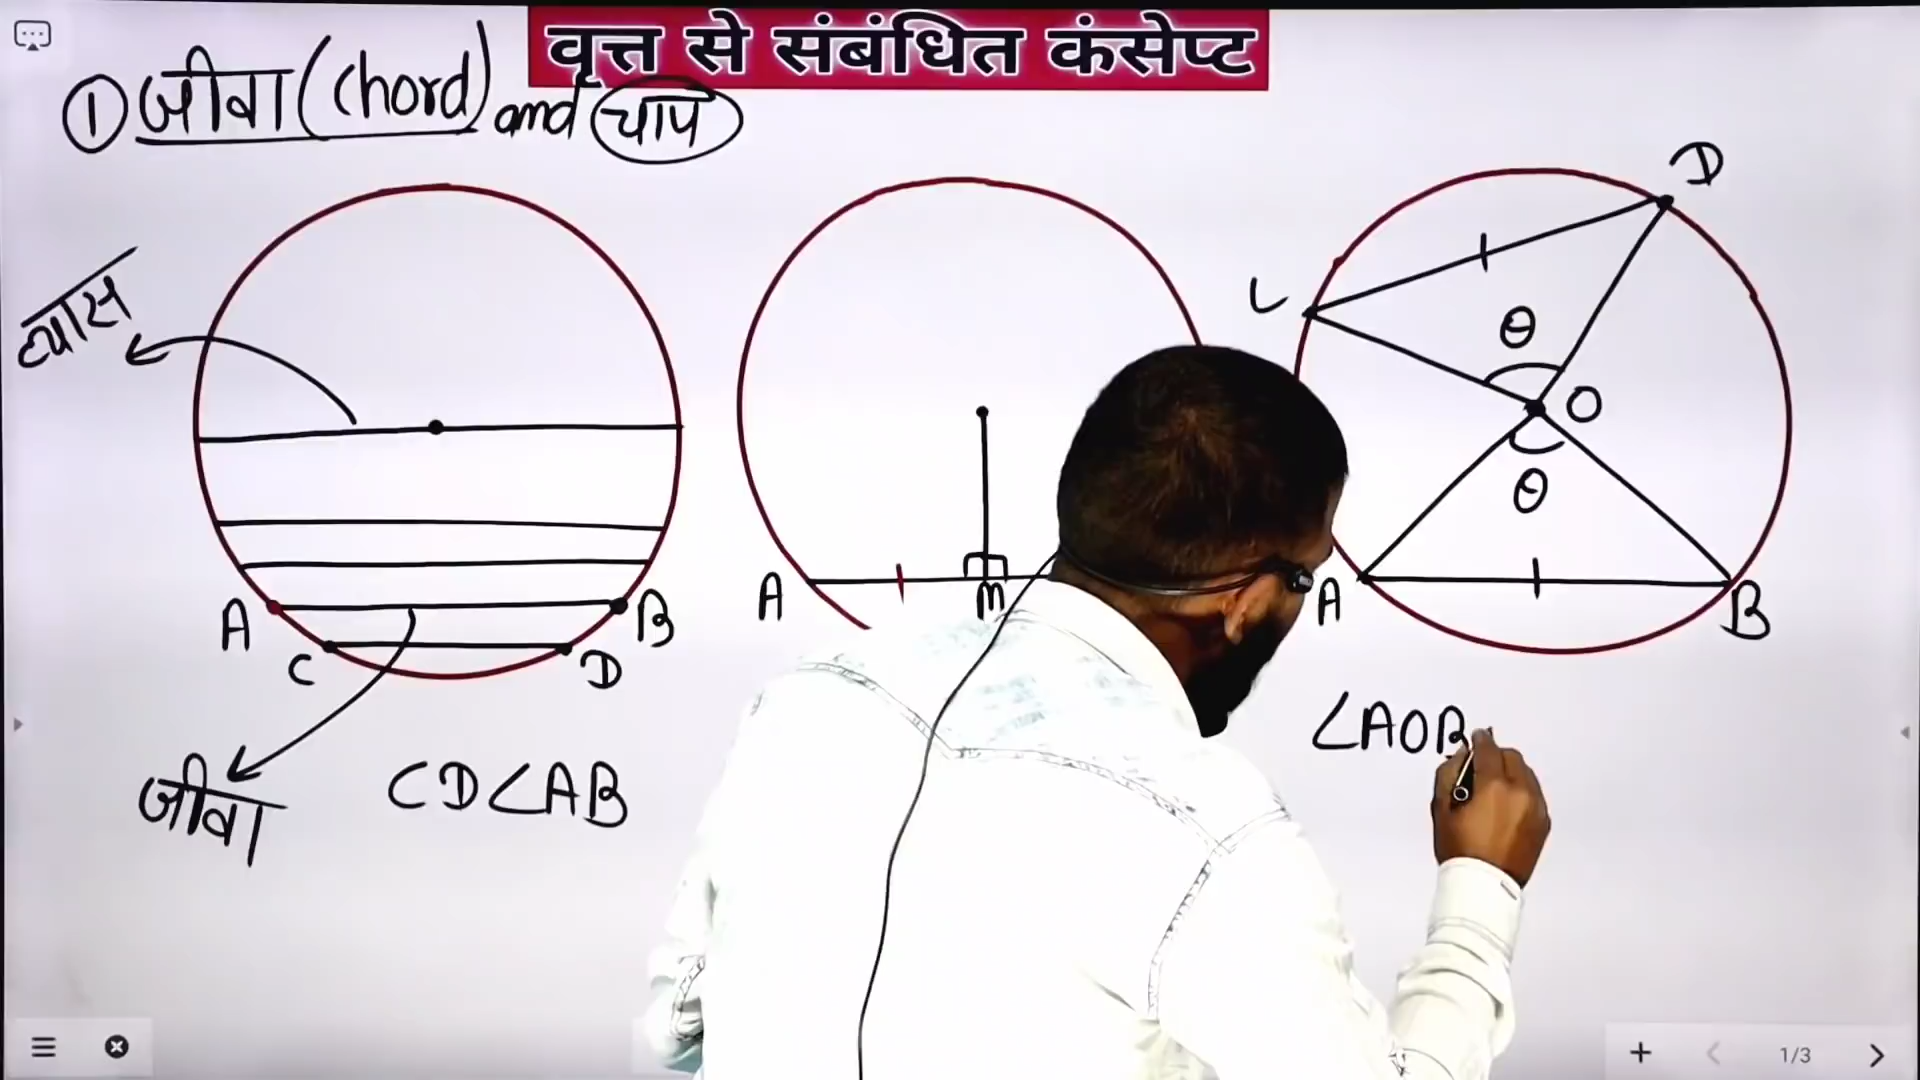 वृत्त से संबंधित कंसेप्ट
① जीवा (chord) and चाप
व्यास
A
B
C
D
जीवा
CD<AB
A
M
D
C
θ
O
θ
A
B
∠AOB
1/3